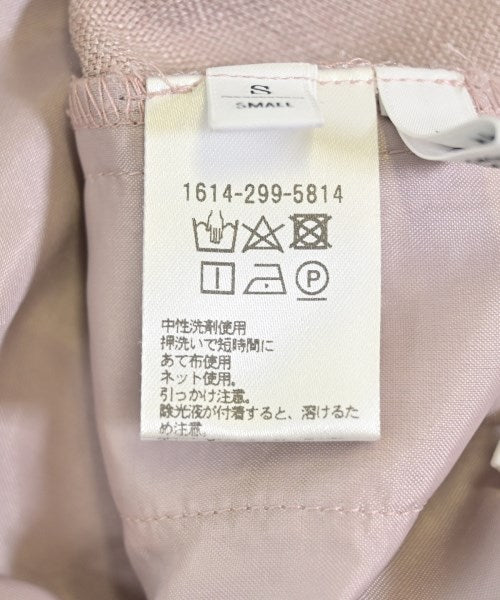 S
SMALL
1614-299-5814
P
中性洗剤使用
押洗いで短時間に
あて布使用
ネット使用。
引っかけ注意。
除光液が付着すると、溶けるた
め注意。